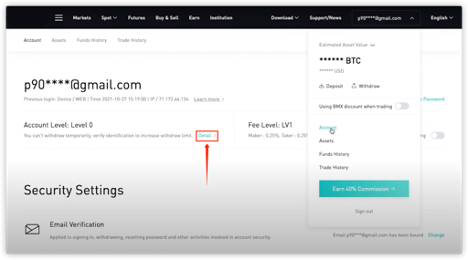 Markets Spot Futures Buy & Sell Earn Institution Download Support/News p90****@gmail.com English
Account Assets Funds History Trade History
Estimated Asset Value
****** BTC
****** USD
Deposit Withdraw
p90****@gmail.com
Previous login: Device / WEB | Time 2021-10-27 15:19:00 | IP / 71.172.66.136 Learn more
Password
Using BMX discount when trading
Account Level: Level 0
Fee Level: LV1
You can't withdraw temporarily, verify identification to increase withdraw limit. Detail
Maker - 0.25%, Taker - 0.25%
Account
Assets
Funds History
Trade History
Earn 40% Commission →
Sign out
Security Settings
Email Verification
Applied is signing in, withdrawing, resetting password and other activities involved in account security.
Email p90****@gmail.com has been bound Change